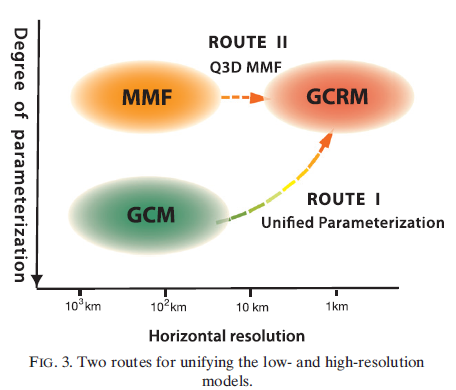 ROUTE II
Q3D MMF
MMF
GCRM
GCM
ROUTE I
Unified Parameterization
Degree of parameterization
10³km
10²km
10 km
1km
Horizontal resolution
FIG. 3. Two routes for unifying the low- and high-resolution
models.